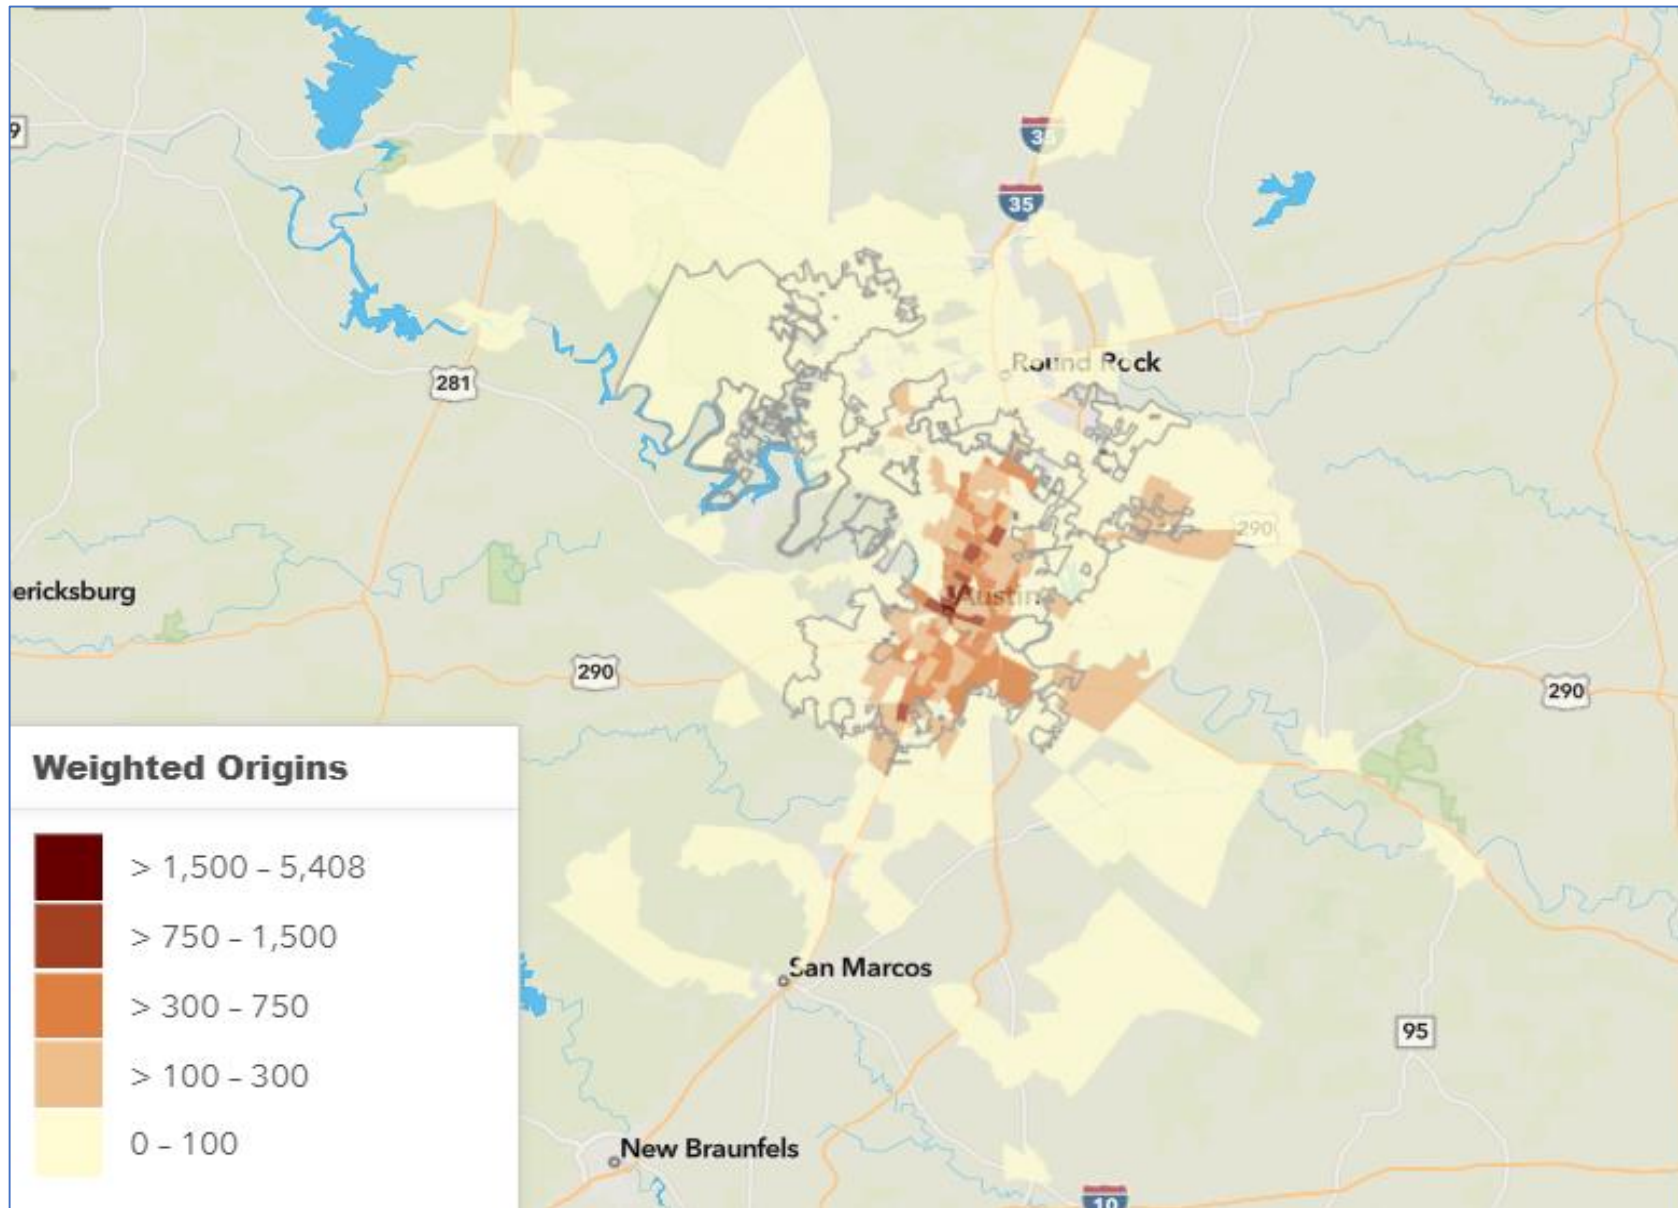 9
35
35
Round Rock
281
290
ericksburg
Austin
290
290
Weighted Origins
> 1,500 – 5,408
> 750 – 1,500
> 300 – 750
> 100 – 300
0 – 100
San Marcos
95
New Braunfels
10